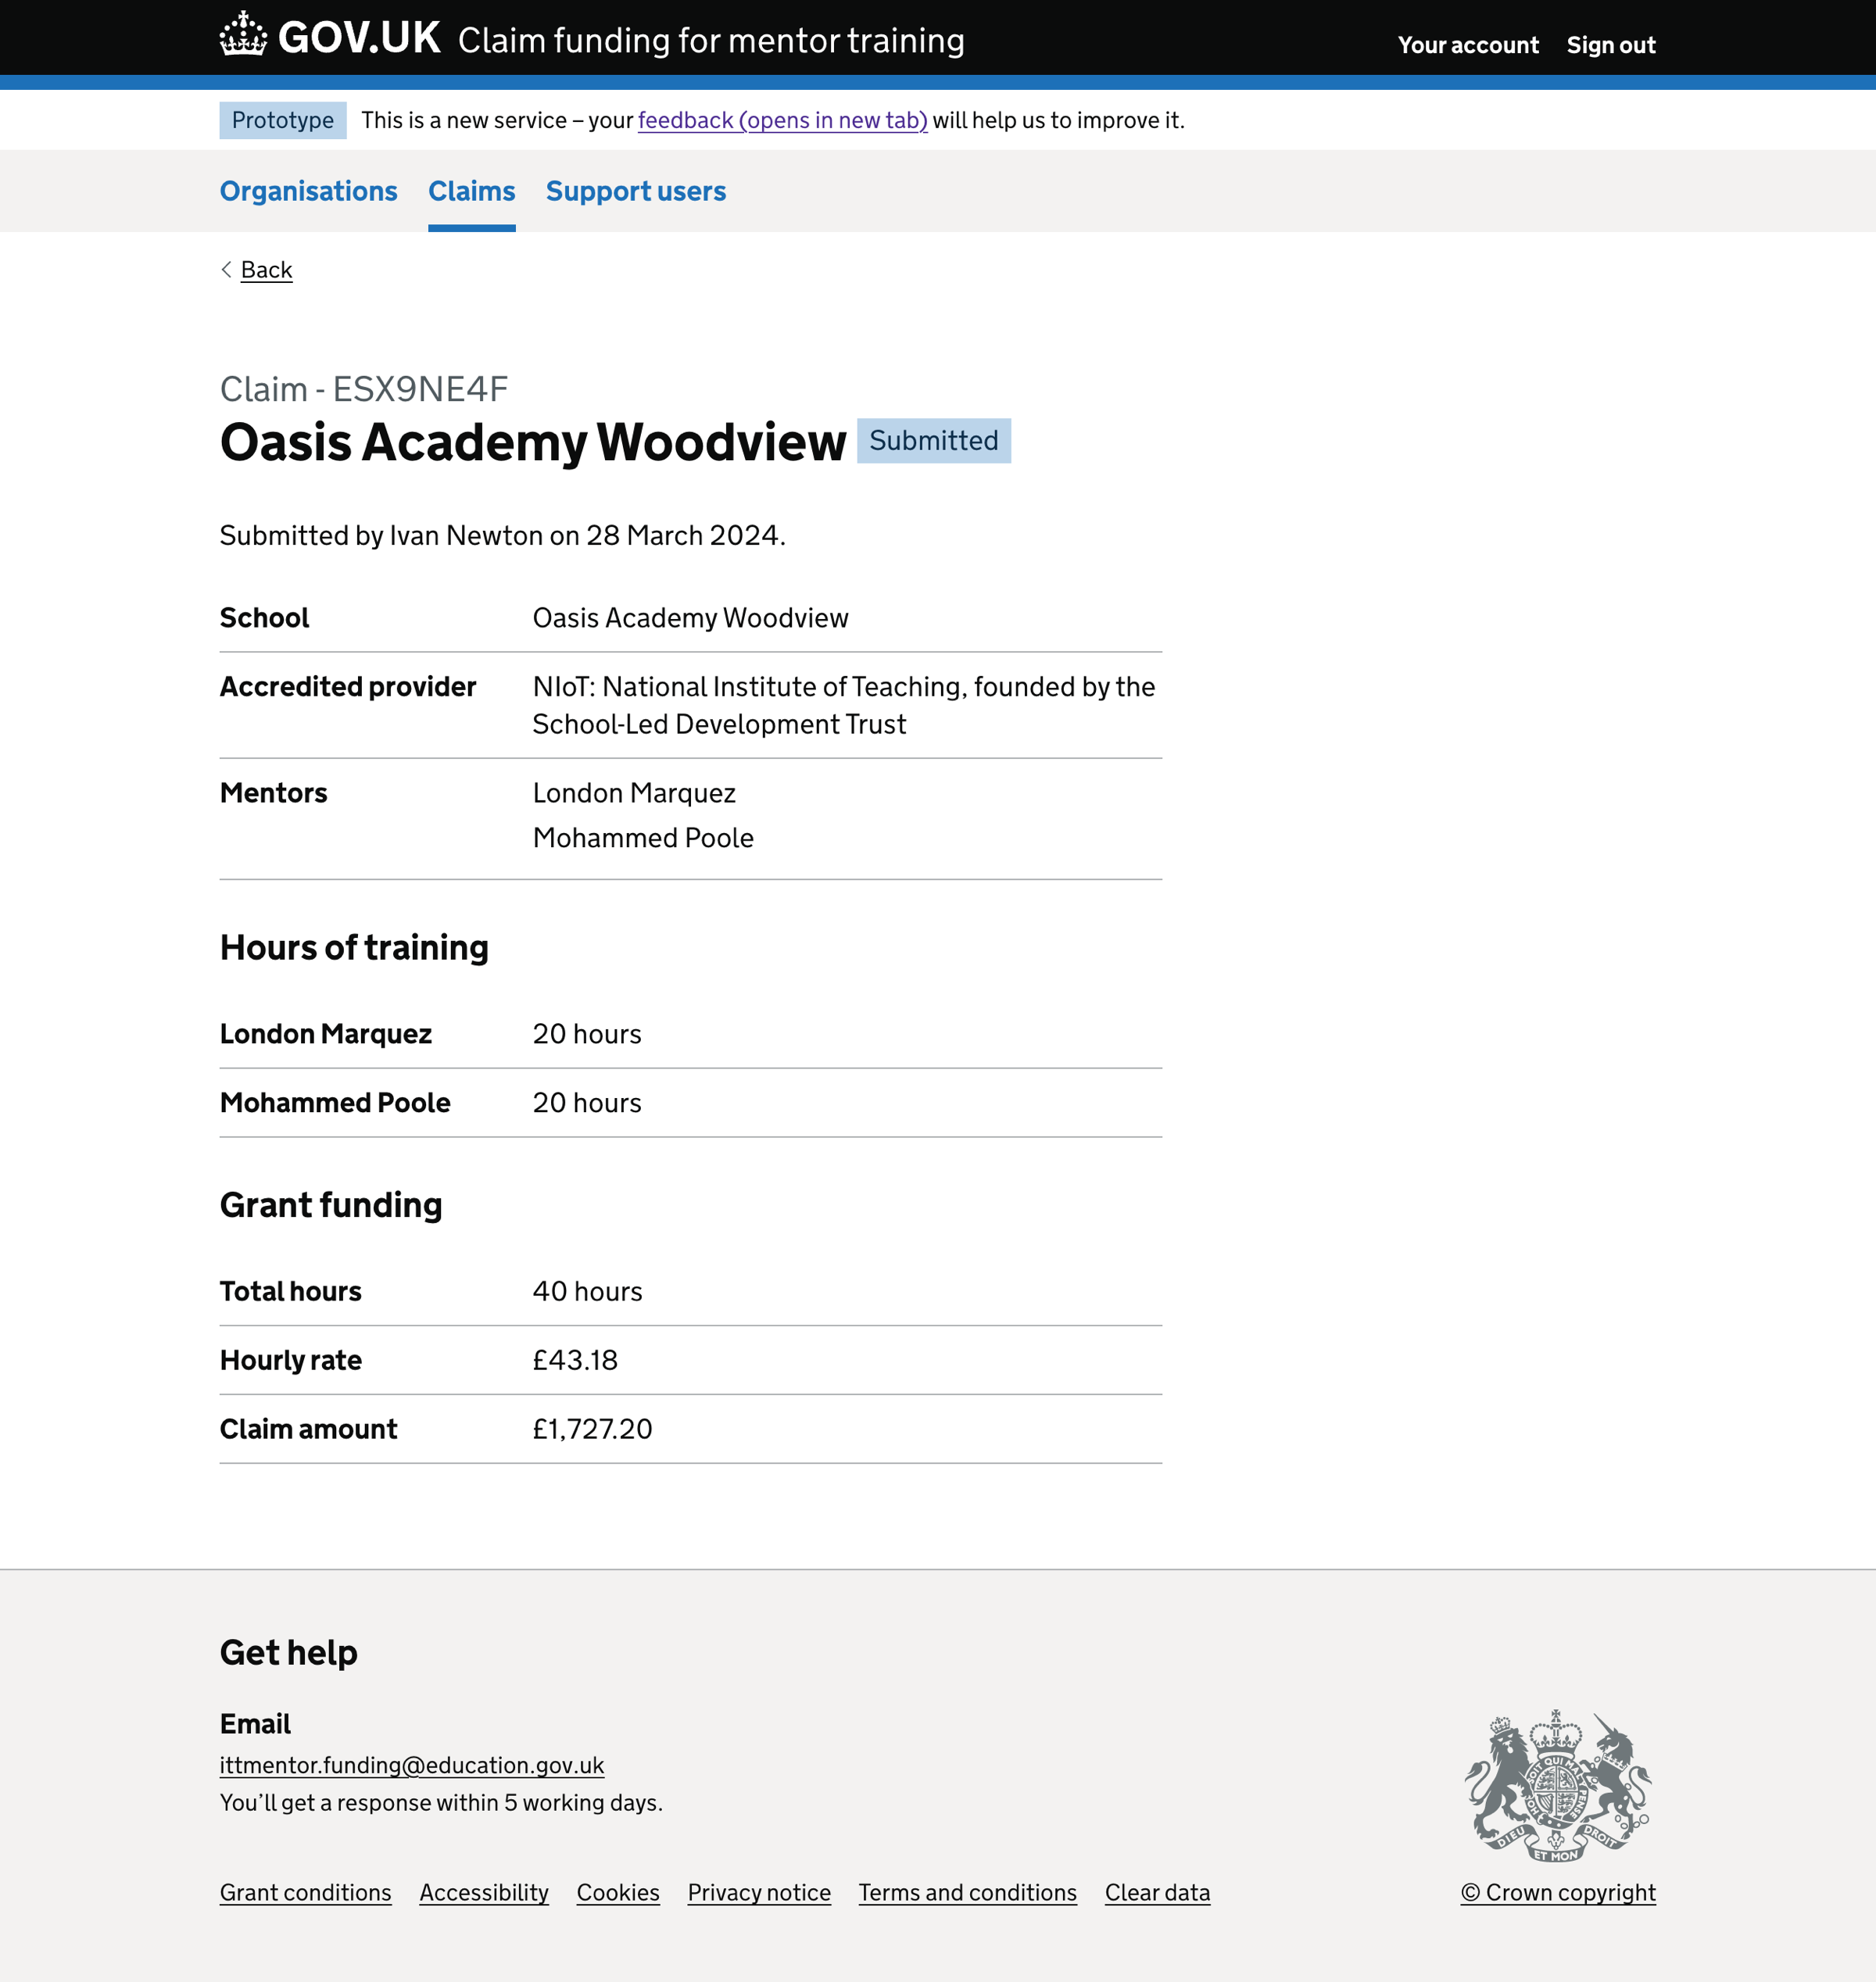 GOV.UK Claim funding for mentor training Your account Sign out
Prototype This is a new service – your feedback (opens in new tab) will help us to improve it.
Organisations Claims Support users
Back
Claim - ESX9NE4F
Oasis Academy Woodview Submitted
Submitted by Ivan Newton on 28 March 2024.
School Oasis Academy Woodview
Accredited provider NIoT: National Institute of Teaching, founded by the
School-Led Development Trust
Mentors London Marquez
Mohammed Poole
Hours of training
London Marquez 20 hours
Mohammed Poole 20 hours
Grant funding
Total hours 40 hours
Hourly rate £43.18
Claim amount £1,727.20
Get help
Email
ittmentor.funding@education.gov.uk
You’ll get a response within 5 working days.
DIEU ET MON DROIT
Grant conditions Accessibility Cookies Privacy notice Terms and conditions Clear data © Crown copyright